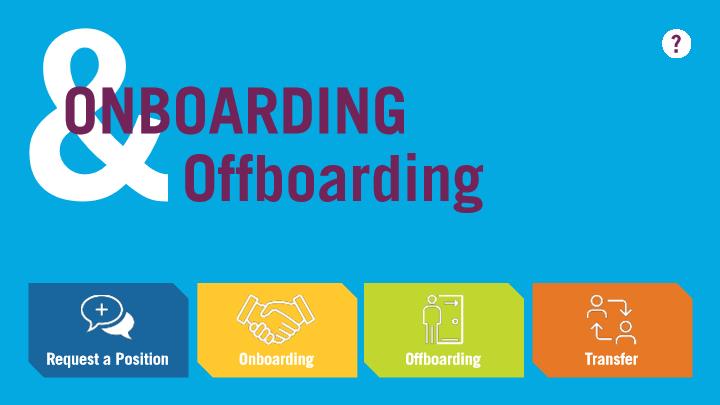 &
ONBOARDING
Offboarding
?
Request a Position
Onboarding
Offboarding
Transfer